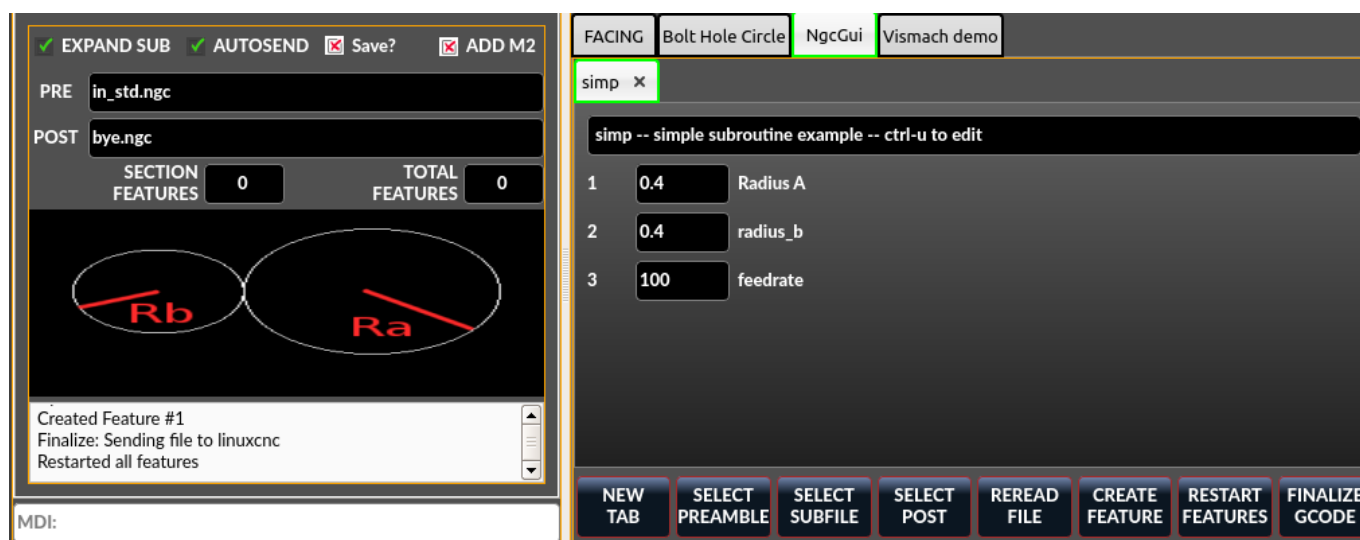 EXPAND SUB AUTOSEND Save? ADD M2
PRE in_std.ngc
POST bye.ngc
SECTION
FEATURES 0
TOTAL
FEATURES 0
Rb
Ra
Created Feature #1
Finalize: Sending file to linuxcnc
Restarted all features
MDI:
FACING Bolt Hole Circle NgcGui Vismach demo
simp
simp -- simple subroutine example -- ctrl-u to edit
1 0.4 Radius A
2 0.4 radius_b
3 100 feedrate
NEW
TAB
SELECT
PREAMBLE
SELECT
SUBFILE
SELECT
POST
REREAD
FILE
CREATE
FEATURE
RESTART
FEATURES
FINALIZE
GCODE